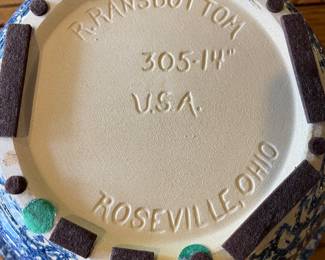 R. RANSBOTTOM
305-14"
U.S.A.
ROSEVILLE, OHIO